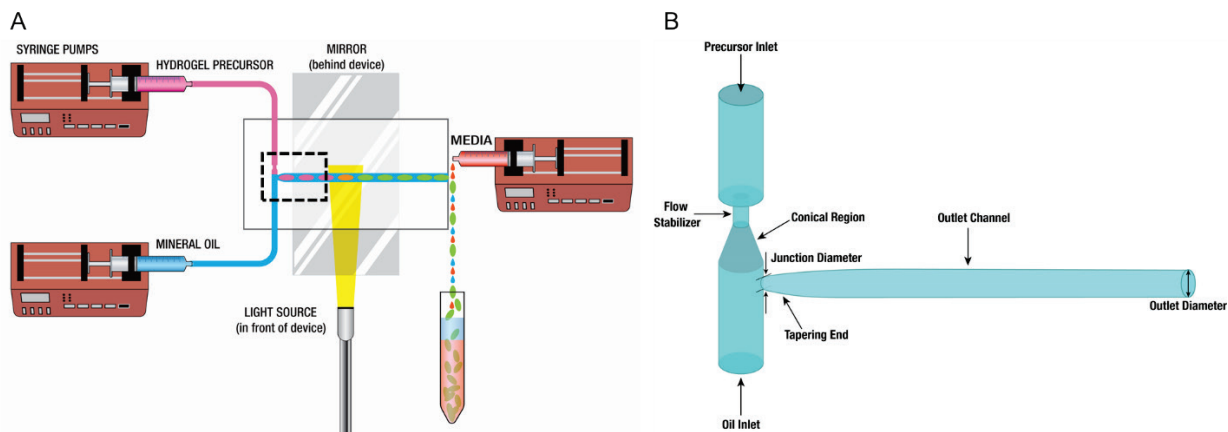 A
SYRINGE PUMPS
HYDROGEL PRECURSOR
MIRROR
(behind device)
MEDIA
MINERAL OIL
LIGHT SOURCE
(in front of device)
B
Precursor Inlet
Flow
Stabilizer
Conical Region
Junction Diameter
Outlet Channel
Outlet Diameter
Tapering End
Oil Inlet